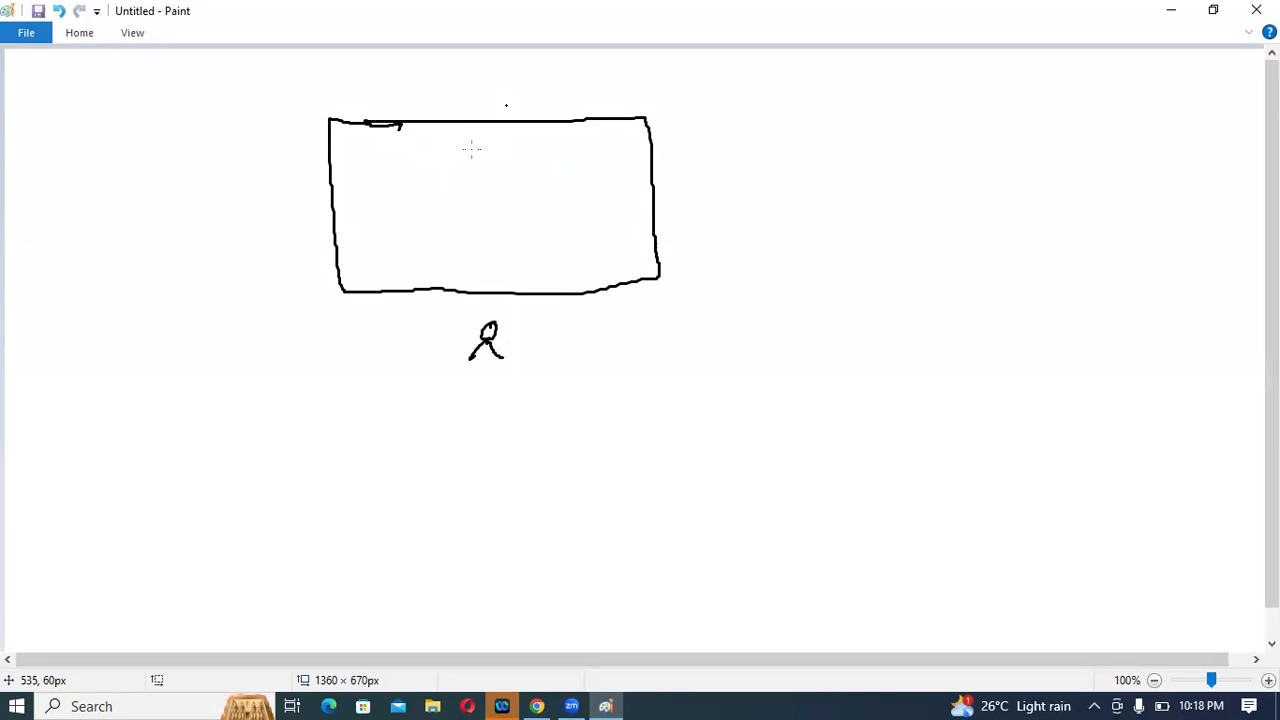 Untitled - Paint
File Home View
535, 60px 1360 × 670px 100%
Search 26°C Light rain 10:18 PM